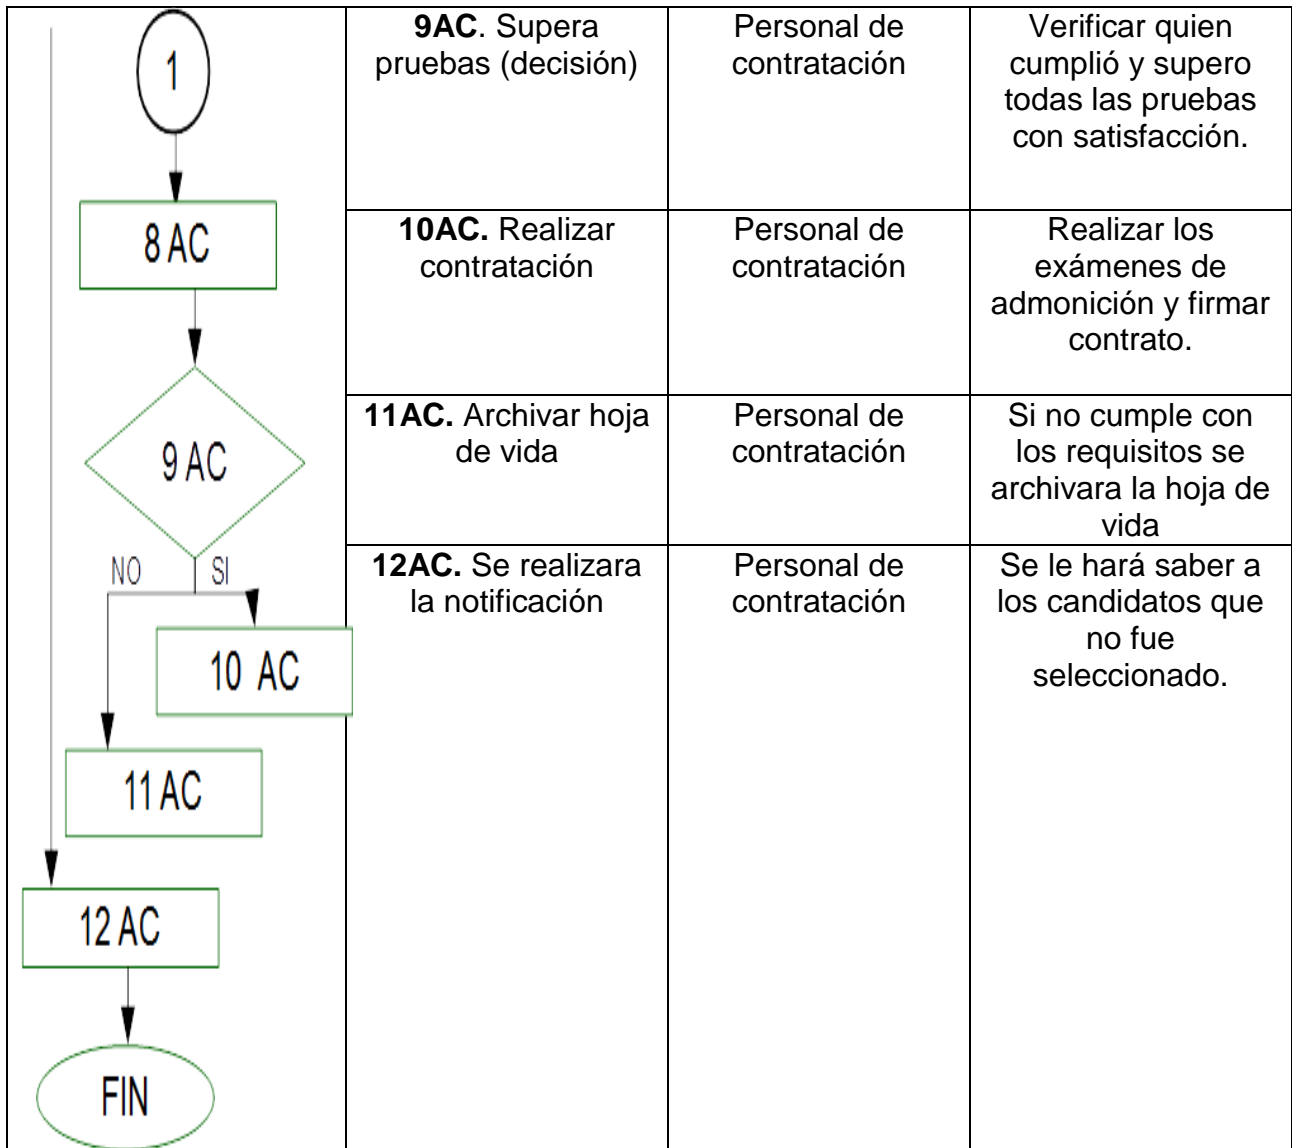 1
8 AC
9 AC
NO
SI
10 AC
11 AC
12 AC
FIN
9AC. Supera
pruebas (decisión)
Personal de
contratación
Verificar quien
cumplió y supero
todas las pruebas
con satisfacción.
10AC. Realizar
contratación
Personal de
contratación
Realizar los
exámenes de
admonición y firmar
contrato.
11AC. Archivar hoja
de vida
Personal de
contratación
Si no cumple con
los requisitos se
archivara la hoja de
vida
12AC. Se realizara
la notificación
Personal de
contratación
Se le hará saber a
los candidatos que
no fue
seleccionado.